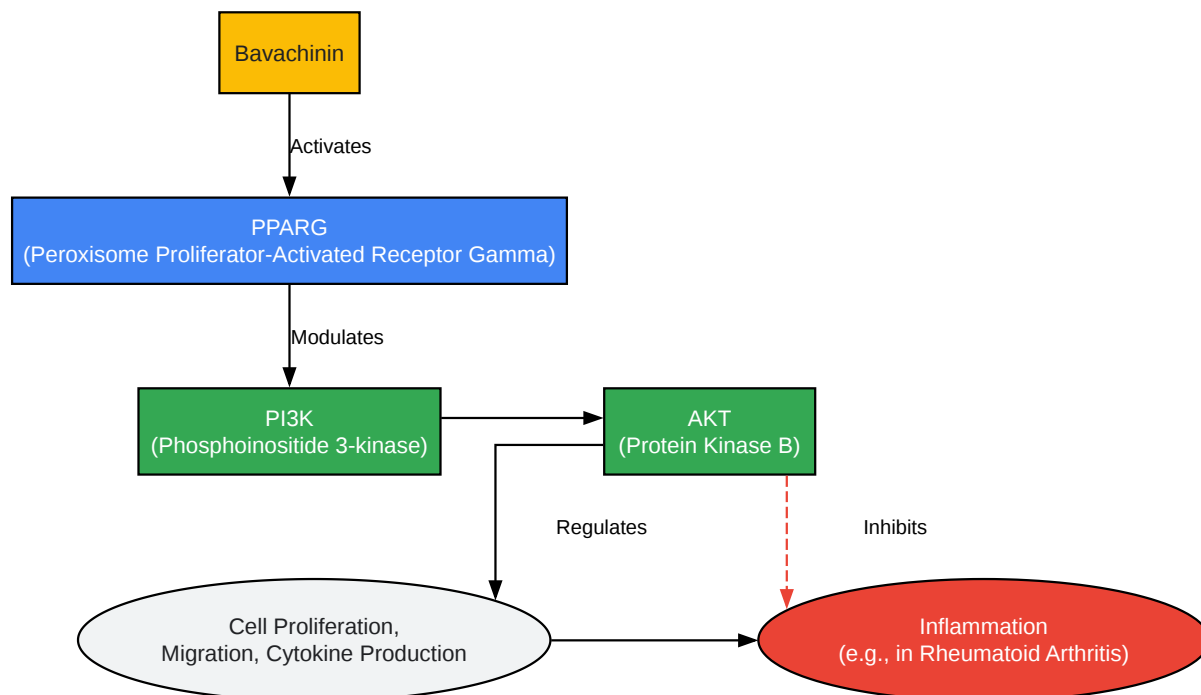 Bavachinin
Activates
PPARG
(Peroxisome Proliferator-Activated Receptor Gamma)
Modulates
PI3K
(Phosphoinositide 3-kinase)
AKT
(Protein Kinase B)
Regulates
Inhibits
Cell Proliferation,
Migration, Cytokine Production
Inflammation
(e.g., in Rheumatoid Arthritis)